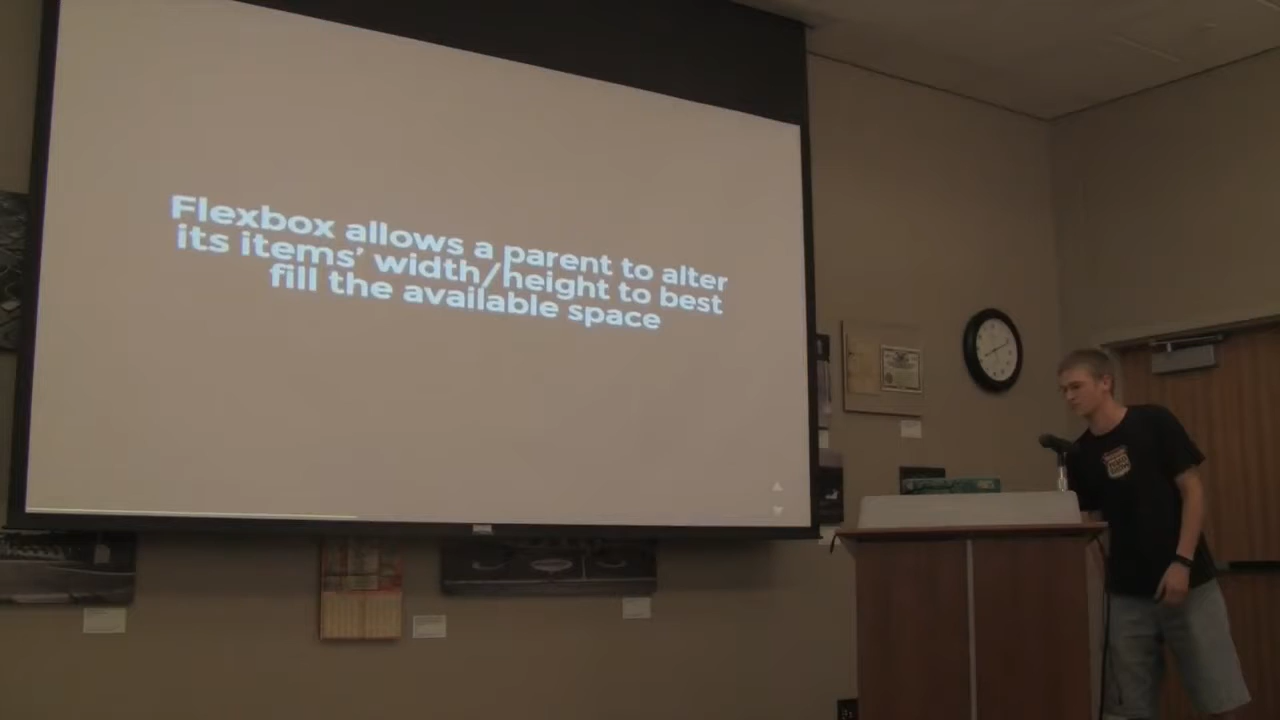 Flexbox allows a parent to alter
its items’ width/height to best
fill the available space